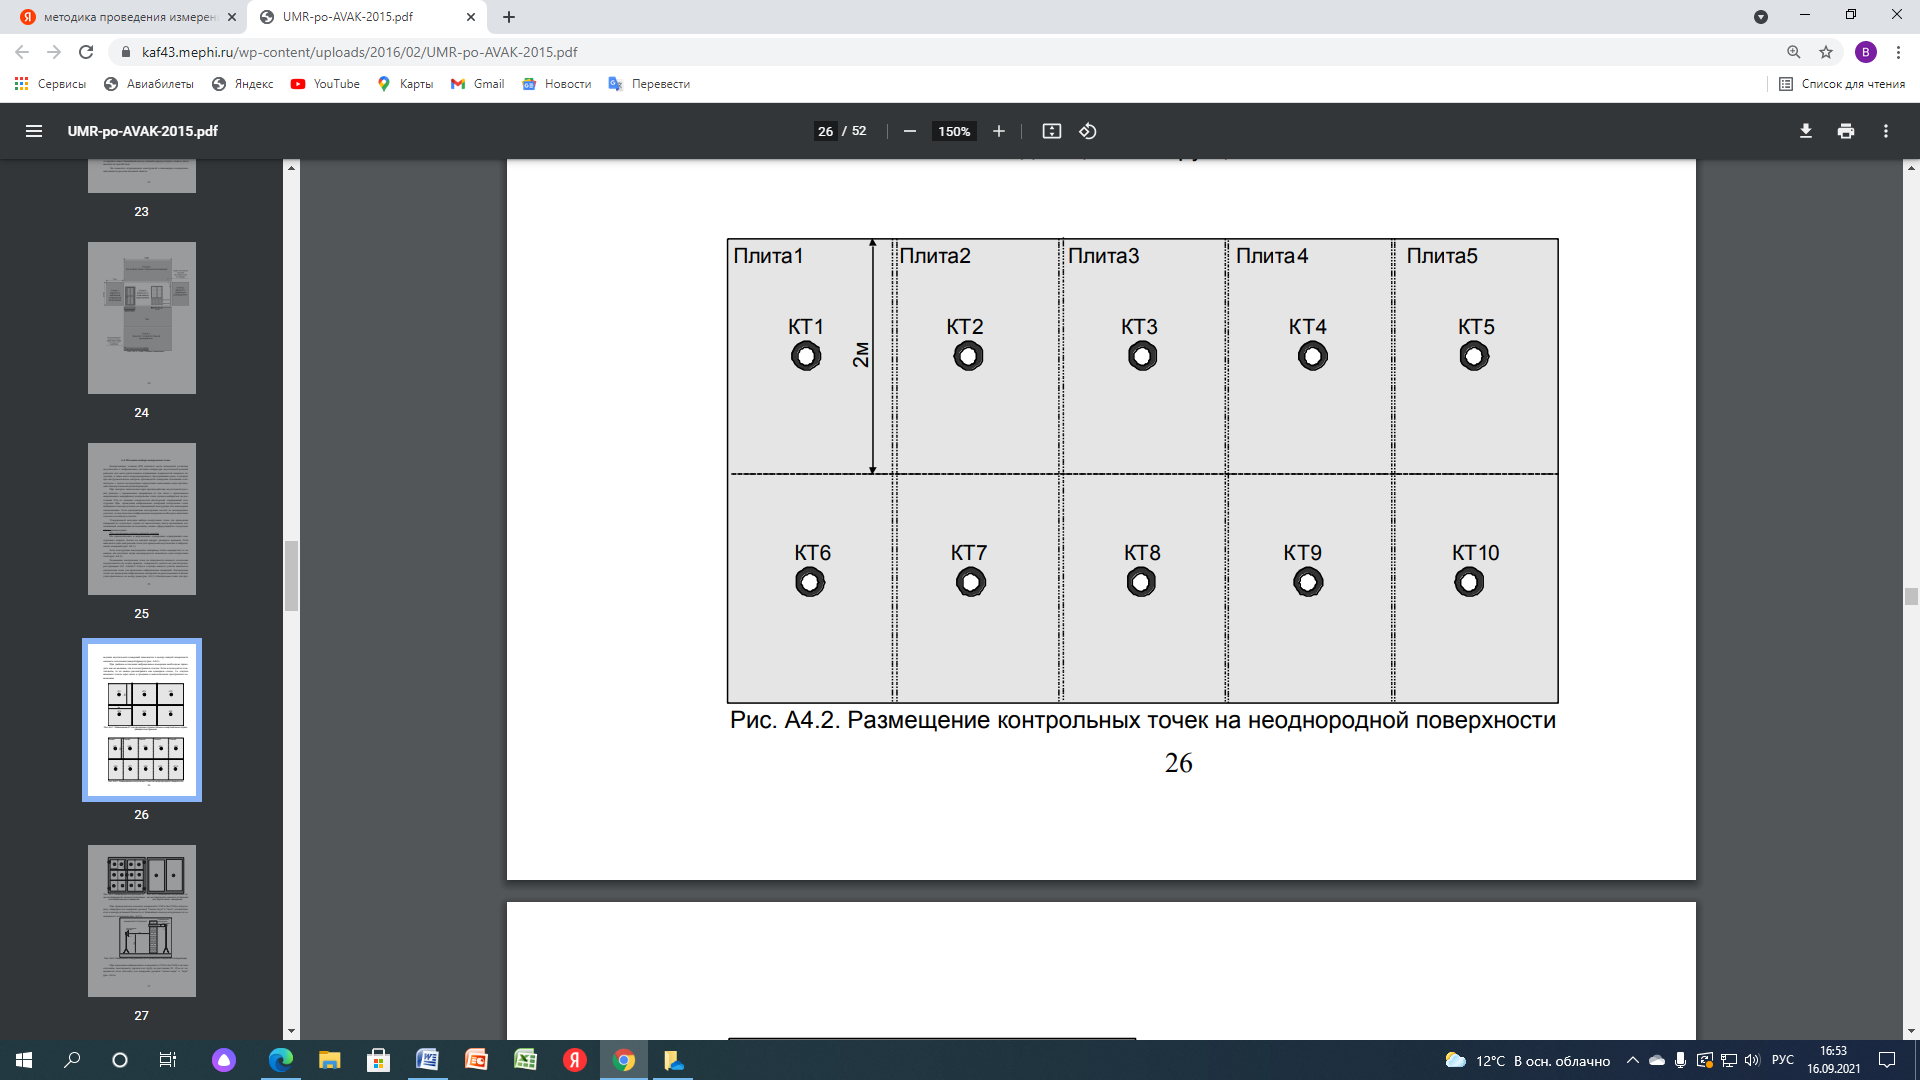 методика проведения измерен
UMR-po-AVAK-2015.pdf
kaf43.mephi.ru/wp-content/uploads/2016/02/UMR-po-AVAK-2015.pdf
В
Сервисы
Авиабилеты
Яндекс
YouTube
Карты
Gmail
Новости
Перевести
Список для чтения
UMR-po-AVAK-2015.pdf
26 / 52
150%
23
24
25
26
27
Плита1 Плита2 Плита3 Плита4 Плита5
КТ1 КТ2 КТ3 КТ4 КТ5
2м
КТ6 КТ7 КТ8 КТ9 КТ10
Рис. А4.2. Размещение контрольных точек на неоднородной поверхности
26
12°C В осн. облачно
РУС
16:53
16.09.2021